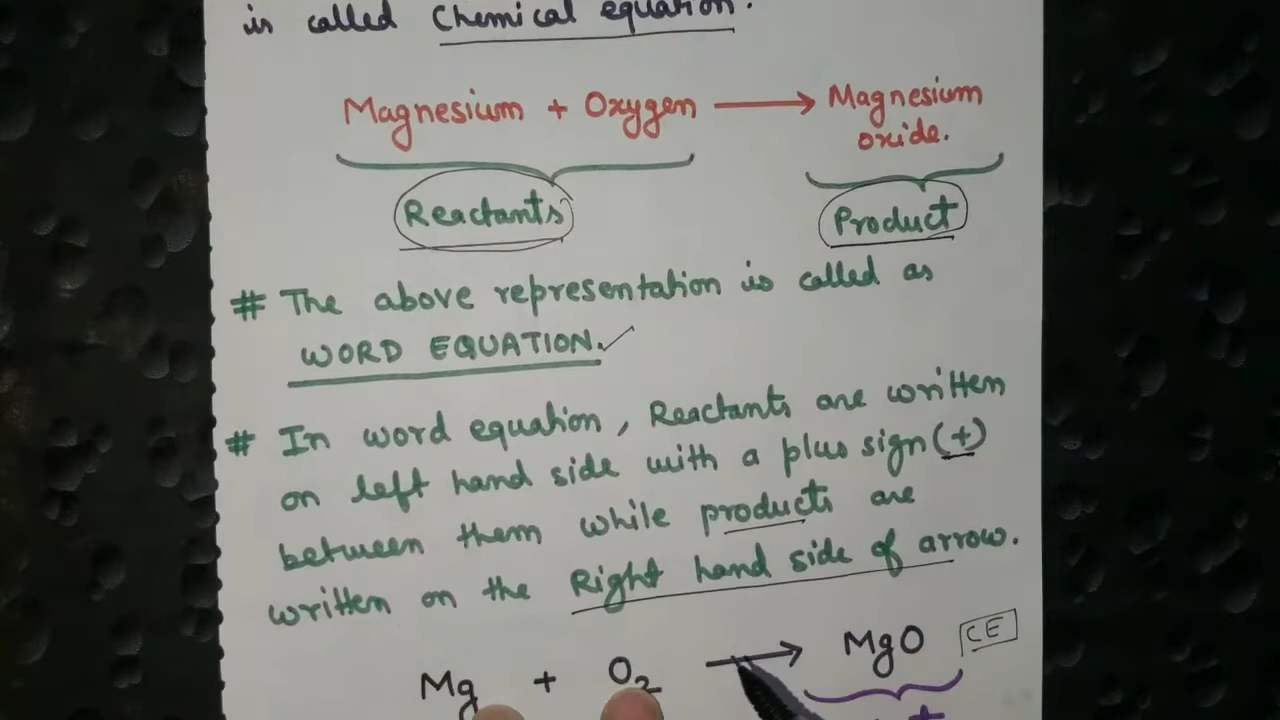 is called Chemical equation.
Magnesium + Oxygen ⟶ Magnesium
oxide.
Reactants Product
# The above representation is called as
WORD EQUATION. ✓
# In word equation, Reactants are written
on left hand side with a plus sign (+)
between them while products are
written on the Right hand side of arrow.
Mg + O₂ ⟶ MgO CE